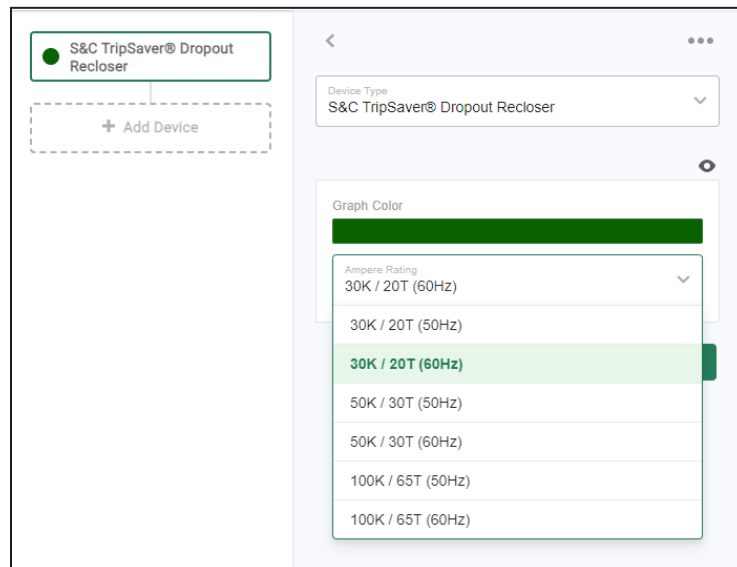 S&C TripSaver® Dropout
Recloser
+ Add Device
Device Type
S&C TripSaver® Dropout Recloser
Graph Color
Ampere Rating
30K / 20T (60Hz)
30K / 20T (50Hz)
30K / 20T (60Hz)
50K / 30T (50Hz)
50K / 30T (60Hz)
100K / 65T (50Hz)
100K / 65T (60Hz)